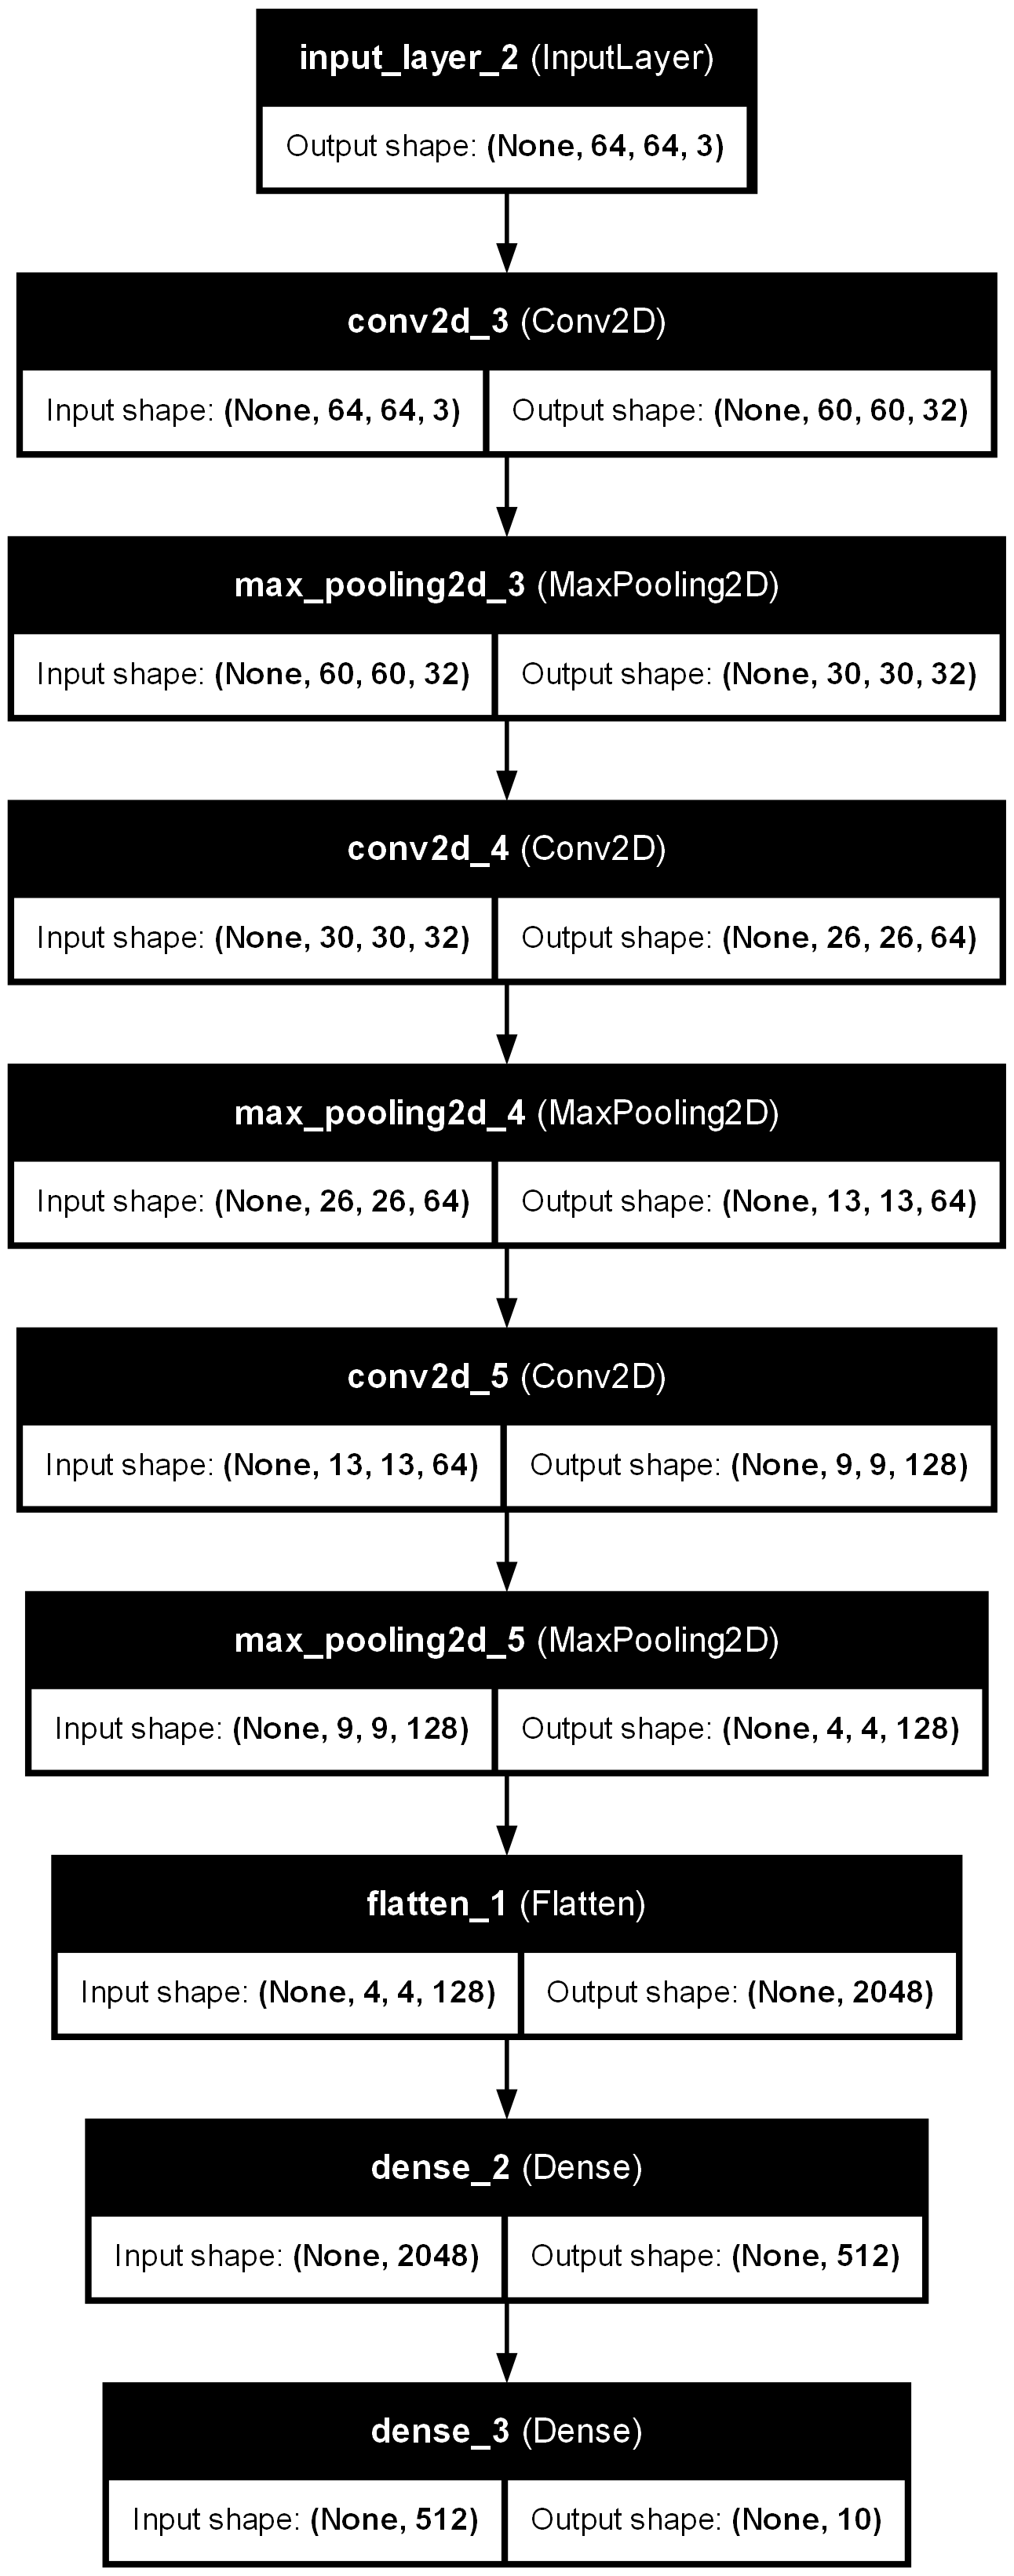 input_layer_2 (InputLayer)
Output shape: (None, 64, 64, 3)
conv2d_3 (Conv2D)
Input shape: (None, 64, 64, 3) Output shape: (None, 60, 60, 32)
max_pooling2d_3 (MaxPooling2D)
Input shape: (None, 60, 60, 32) Output shape: (None, 30, 30, 32)
conv2d_4 (Conv2D)
Input shape: (None, 30, 30, 32) Output shape: (None, 26, 26, 64)
max_pooling2d_4 (MaxPooling2D)
Input shape: (None, 26, 26, 64) Output shape: (None, 13, 13, 64)
conv2d_5 (Conv2D)
Input shape: (None, 13, 13, 64) Output shape: (None, 9, 9, 128)
max_pooling2d_5 (MaxPooling2D)
Input shape: (None, 9, 9, 128) Output shape: (None, 4, 4, 128)
flatten_1 (Flatten)
Input shape: (None, 4, 4, 128) Output shape: (None, 2048)
dense_2 (Dense)
Input shape: (None, 2048) Output shape: (None, 512)
dense_3 (Dense)
Input shape: (None, 512) Output shape: (None, 10)